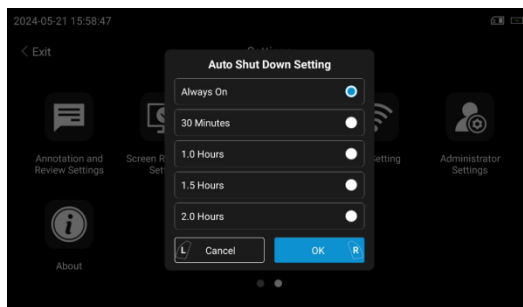 2024-05-21 15:58:47
< Exit
Auto Shut Down Setting
Always On
30 Minutes
1.0 Hours
1.5 Hours
2.0 Hours
L Cancel
OK R
Annotation and
Review Settings
Screen R
Set
etting
Administrator
Settings
About